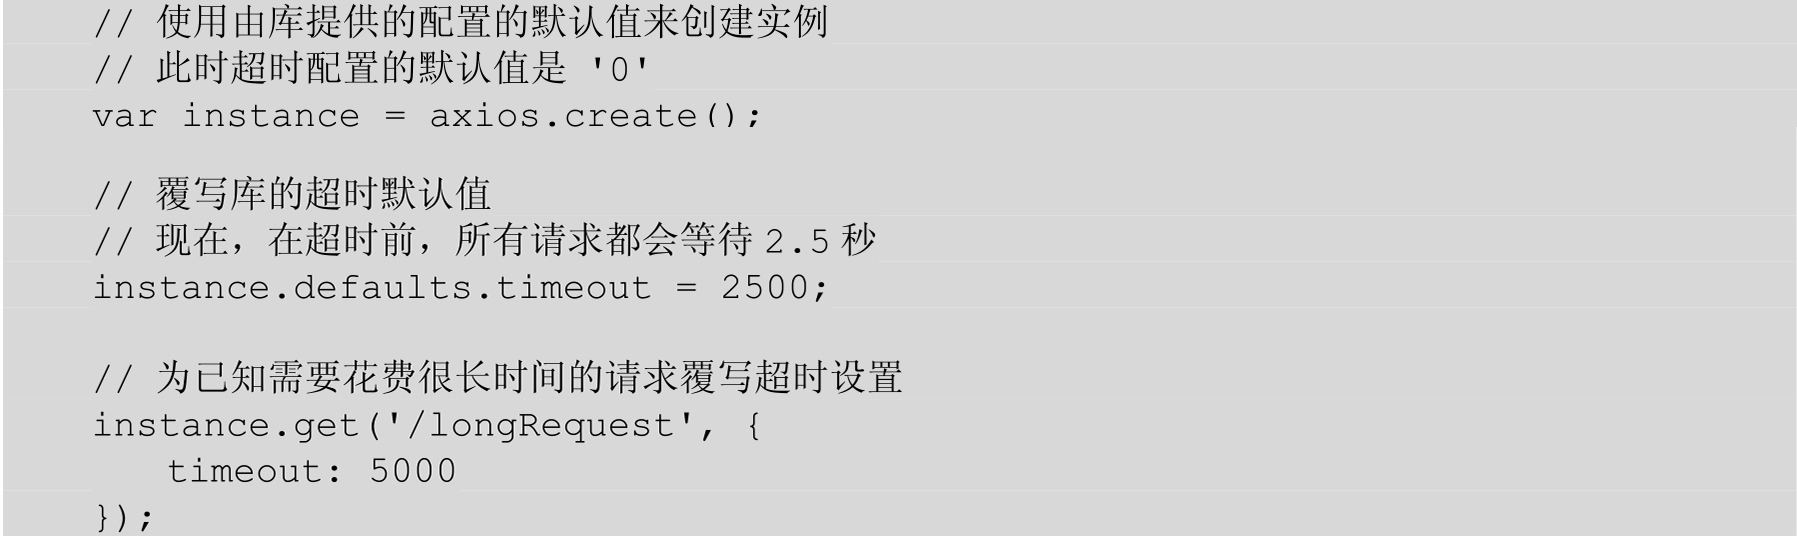 // 使用由库提供的配置的默认值来创建实例
// 此时超时配置的默认值是 '0'
var instance = axios.create();
// 覆写库的超时默认值
// 现在，在超时前，所有请求都会等待 2.5 秒
instance.defaults.timeout = 2500;
// 为已知需要花费很长时间的请求覆写超时设置
instance.get('/longRequest', {
    timeout: 5000
});